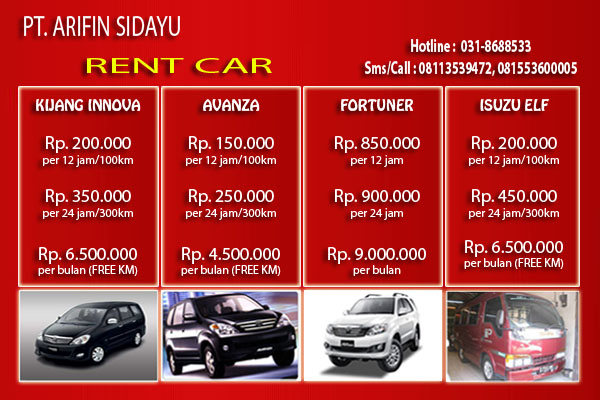 PT. ARIFIN SIDAYU
RENT CAR
Hotline : 031-8688533
Sms/Call : 08113539472, 081553600005
KIJANG INNOVA
Rp. 200.000
per 12 jam/100km
Rp. 350.000
per 24 jam/300km
Rp. 6.500.000
per bulan (FREE KM)
AVANZA
Rp. 150.000
per 12 jam/100km
Rp. 250.000
per 24 jam/300km
Rp. 4.500.000
per bulan (FREE KM)
FORTUNER
Rp. 850.000
per 12 jam
Rp. 900.000
per 24 jam
Rp. 9.000.000
per bulan
ISUZU ELF
Rp. 200.000
per 12 jam/100km
Rp. 450.000
per 24 jam/300km
Rp. 6.500.000
per bulan (FREE KM)